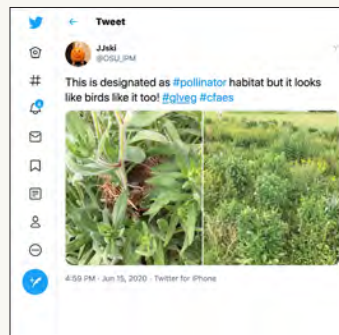 Tweet
JJski
@OSU_IPM
This is designated as #pollinator habitat but it looks
like birds like it too! #glveg #cfaes
4:59 PM · Jun 15, 2020 · Twitter for iPhone